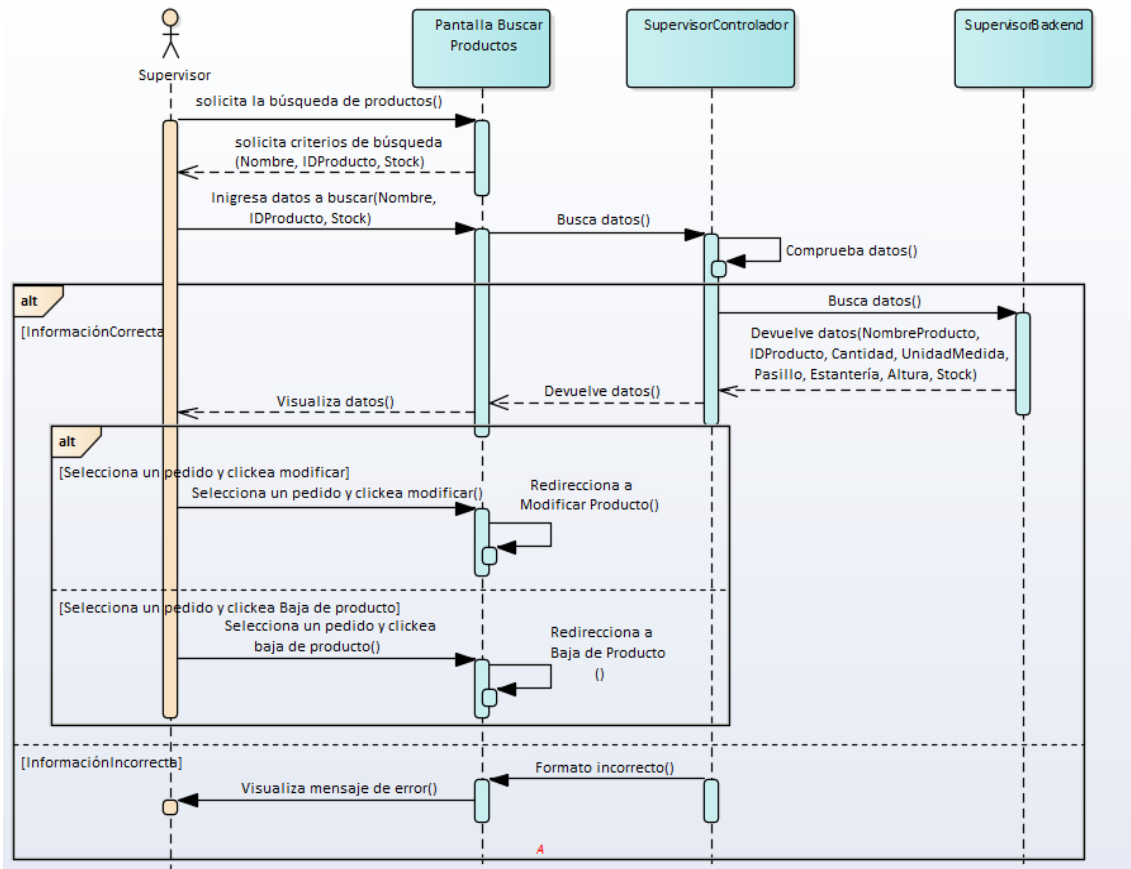 Pantalla Buscar
Productos
SupervisorControlador
SupervisorBackend
Supervisor
solicita la búsqueda de productos()
solicita criterios de búsqueda
(Nombre, IDProducto, Stock)
Inigresa datos a buscar(Nombre,
IDProducto, Stock)
Busca datos()
Comprueba datos()
alt
[InformaciónCorrecta
Busca datos()
Devuelve datos(NombreProducto,
IDProducto, Cantidad, UnidadMedida,
Pasillo, Estantería, Altura, Stock)
Devuelve datos()
Visualiza datos()
alt
[Selecciona un pedido y clickea modificar]
Selecciona un pedido y clickea modificar()
Redirecciona a
Modificar Producto()
[Selecciona un pedido y clickea Baja de producto]
Selecciona un pedido y clickea
baja de producto()
Redirecciona a
Baja de Producto
()
[InformaciónIncorrecta]
Formato incorrecto()
Visualiza mensaje de error()
A